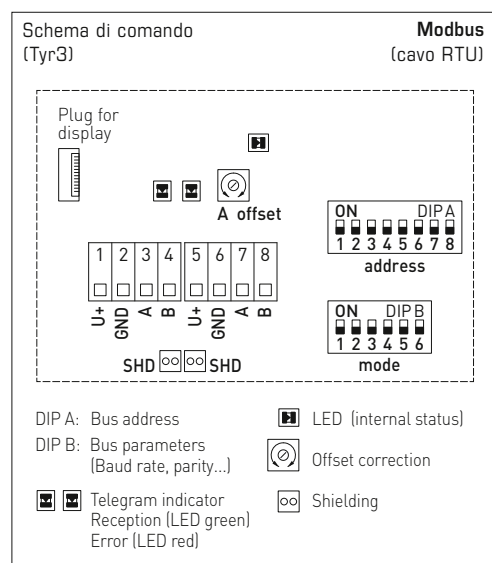 Schema di comando
(Tyr3)
Modbus
(cavo RTU)
Plug for
display
A offset
ON DIP A
1 2 3 4 5 6 7 8
address
1 2 3 4 5 6 7 8
U+ GND A B U+ GND A B
ON DIP B
1 2 3 4 5 6
mode
SHD SHD
DIP A: Bus address
DIP B: Bus parameters
(Baud rate, parity...)
Telegram indicator
Reception (LED green)
Error (LED red)
LED (internal status)
Offset correction
Shielding